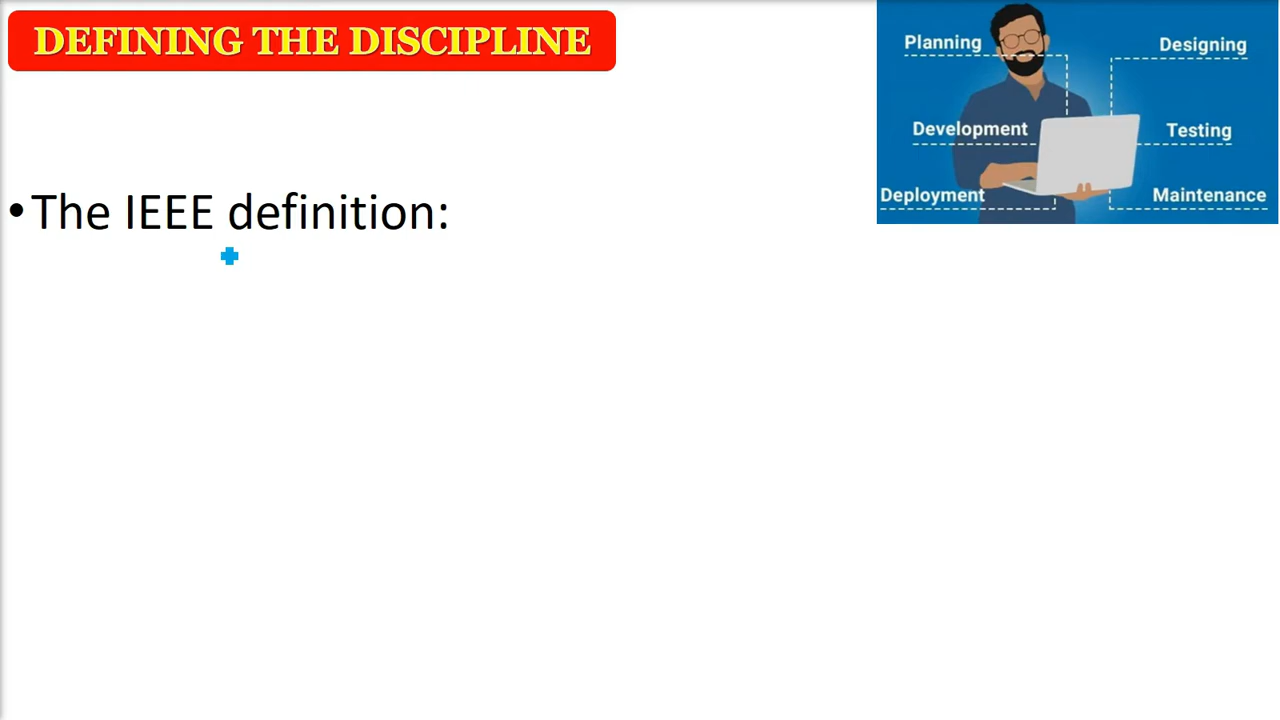 DEFINING THE DISCIPLINE
Planning
Designing
Development
Testing
Deployment
Maintenance
•The IEEE definition: